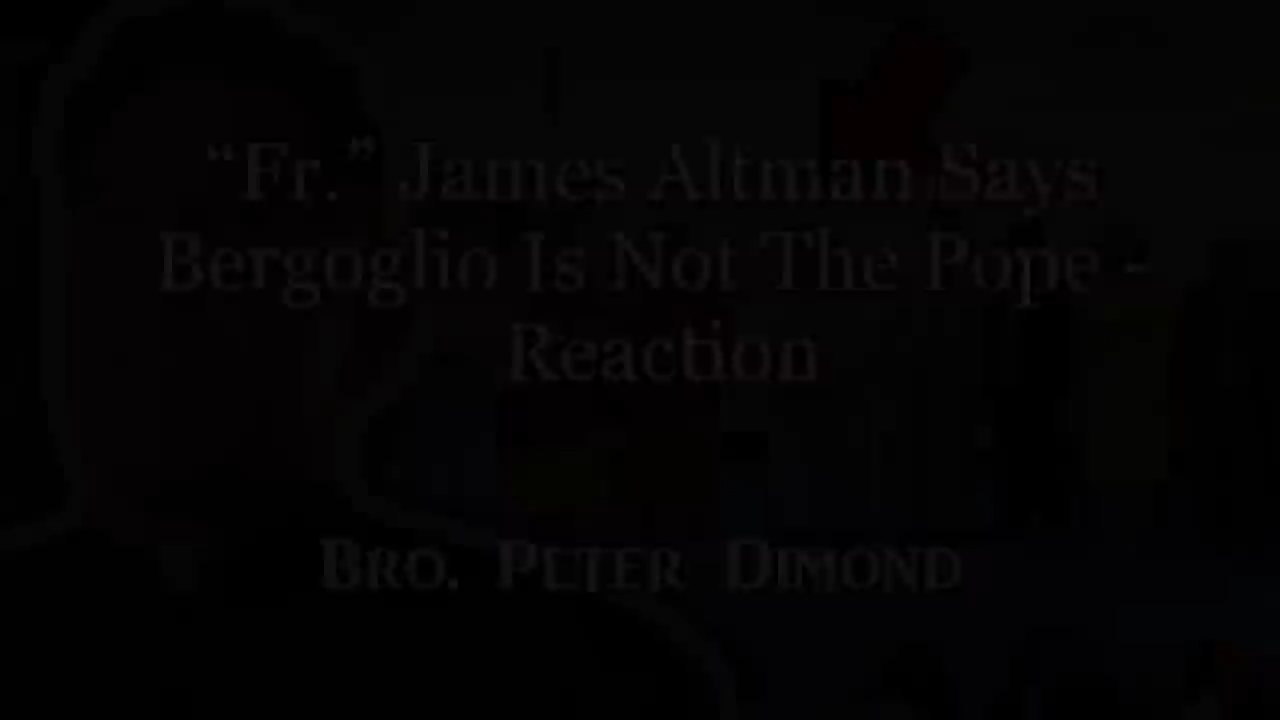 “Fr.” James Altman Says
Bergoglio Is Not The Pope -
Reaction
BRO. PETER DIMOND